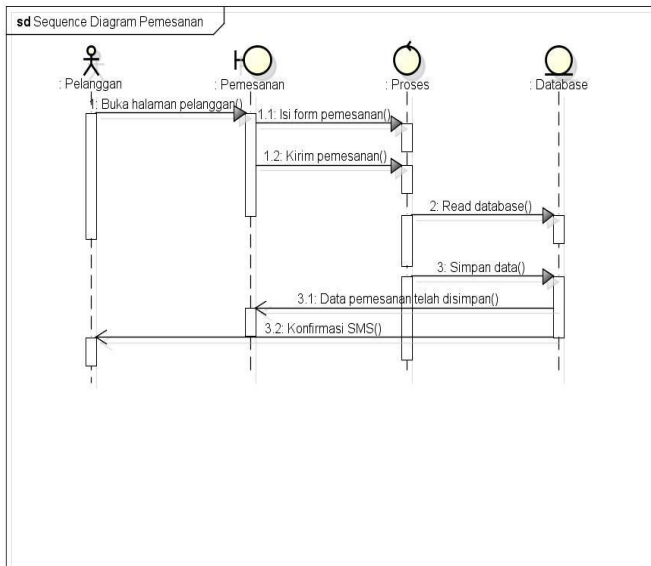 sd Sequence Diagram Pemesanan
: Pelanggan
: Pemesanan
: Proses
: Database
1: Buka halaman pelanggan()
1.1: Isi form pemesanan()
1.2: Kirim pemesanan()
2: Read database()
3: Simpan data()
3.1: Data pemesanan telah disimpan()
3.2: Konfirmasi SMS()